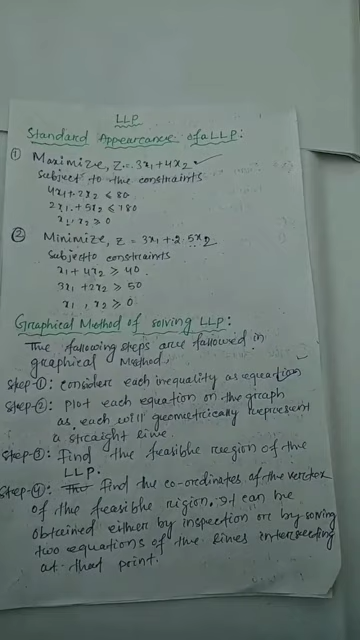 LLP
Standard Appearance of a LLP:
① Maximize, Z = 3x1 + 4x2
Subject to the constraints
4x1 + 2x2 ≤ 80
2x1 + 5x2 ≤ 180
x1, x2 ≥ 0
② Minimize, Z = 3x1 + 2.5x2
Subject to constraints
x1 + 4x2 ≥ 40
3x1 + 2x2 ≥ 50
x1, x2 ≥ 0
Graphical Method of solving LLP:
The following steps are followed in
graphical Method.
Step-① : consider each inequality as equation
Step-② : plot each equation on the graph
as each will geometrically represent
a straight line.
Step-③ : find the feasible region of the
LLP.
Step-④ : find the co-ordinates of the vertex
of the feasible rigion, It can be
obtained either by inspection or by solving
two equations of the lines intersecting
at that point.